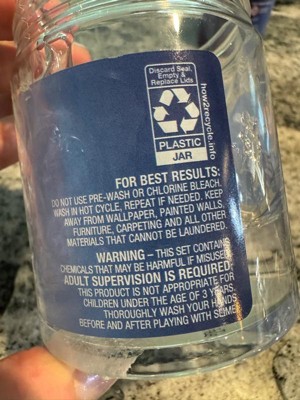 Discard Seal,
Empty &
Replace Lids
how2recycle.info
PLASTIC
JAR
FOR BEST RESULTS:
DO NOT USE PRE-WASH OR CHLORINE BLEACH.
WASH IN HOT CYCLE, REPEAT IF NEEDED. KEEP
AWAY FROM WALLPAPER, PAINTED WALLS,
FURNITURE, CARPETING AND ALL OTHER
MATERIALS THAT CANNOT BE LAUNDERED.
WARNING – THIS SET CONTAINS
CHEMICALS THAT MAY BE HARMFUL IF MISUSED.
ADULT SUPERVISION IS REQUIRED.
THIS PRODUCT IS NOT APPROPRIATE FOR
CHILDREN UNDER THE AGE OF 3 YEARS.
THOROUGHLY WASH YOUR HANDS
BEFORE AND AFTER PLAYING WITH SLIME.